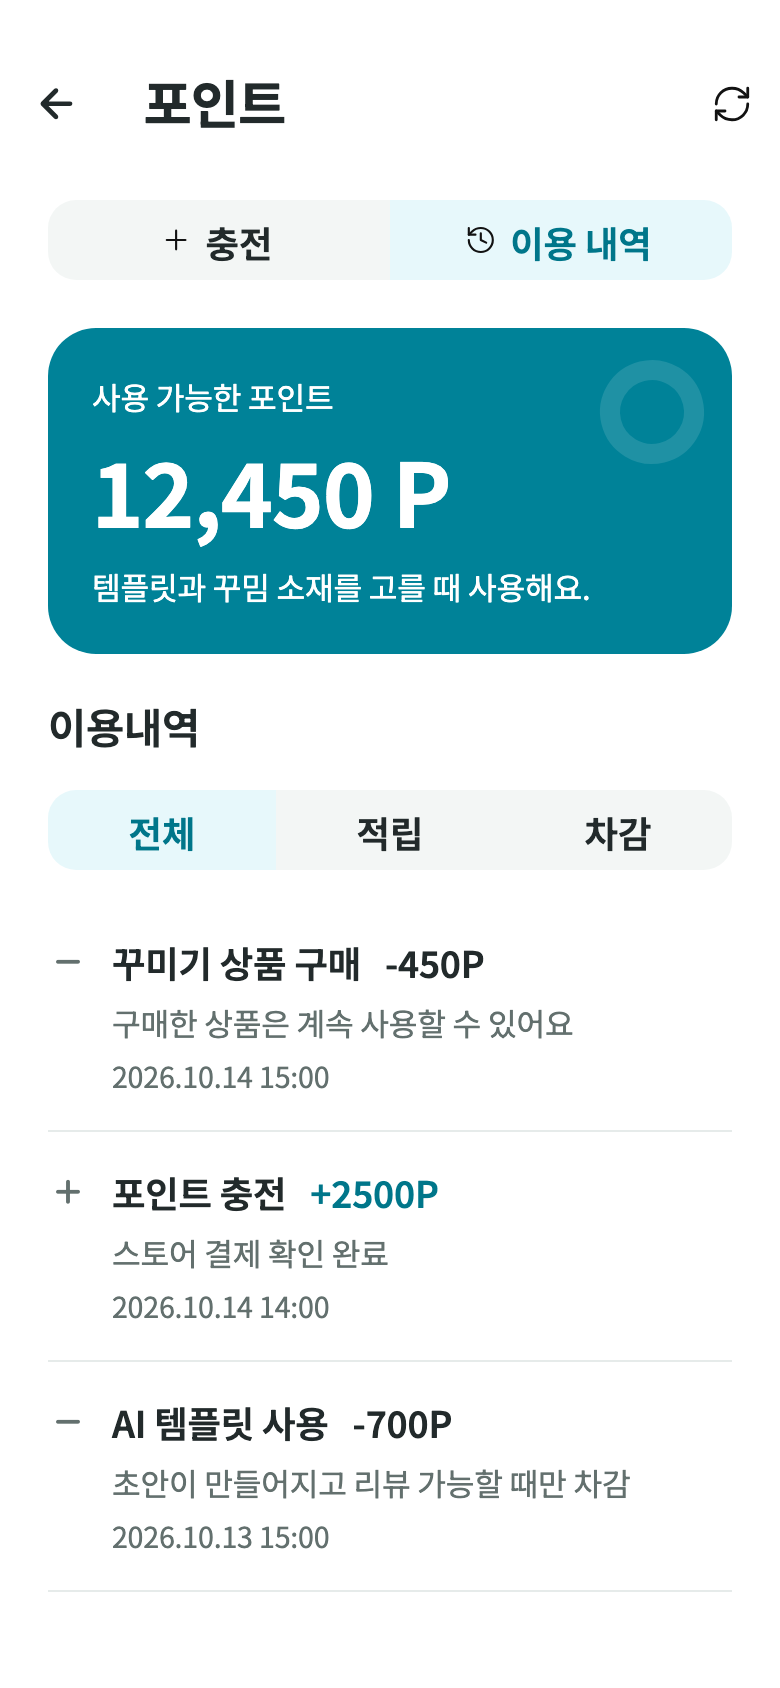 포인트
충전
이용 내역
사용 가능한 포인트
12,450 P
템플릿과 꾸밈 소재를 고를 때 사용해요.
이용내역
전체
적립
차감
꾸미기 상품 구매 -450P
구매한 상품은 계속 사용할 수 있어요
2026.10.14 15:00
포인트 충전 +2500P
스토어 결제 확인 완료
2026.10.14 14:00
AI 템플릿 사용 -700P
초안이 만들어지고 리뷰 가능할 때만 차감
2026.10.13 15:00